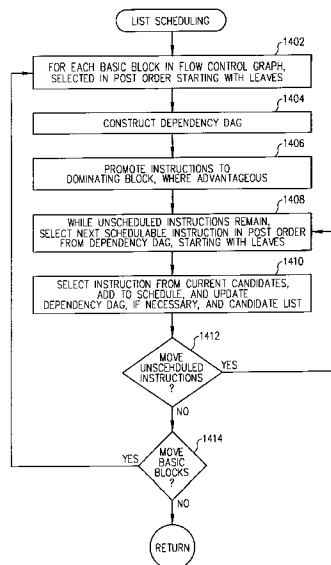 LIST SCHEDULING
1402
FOR EACH BASIC BLOCK IN FLOW CONTROL GRAPH,
SELECTED IN POST ORDER STARTING WITH LEAVES
1404
CONSTRUCT DEPENDENCY DAG
1406
PROMOTE INSTRUCTIONS TO
DOMINATING BLOCK, WHERE ADVANTAGEOUS
1408
WHILE UNSCHEDULED INSTRUCTIONS REMAIN,
SELECT NEXT SCHEDULABLE INSTRUCTION IN POST ORDER
FROM DEPENDENCY DAG, STARTING WITH LEAVES
1410
SELECT INSTRUCTION FROM CURRENT CANDIDATES,
ADD TO SCHEDULE, AND UPDATE
DEPENDENCY DAG, IF NECESSARY, AND CANDIDATE LIST
1412
MOVE
UNSCEHDULED
INSTRUCTIONS
?
YES
NO
1414
MOVE
BASIC
BLOCKS
?
YES
NO
RETURN